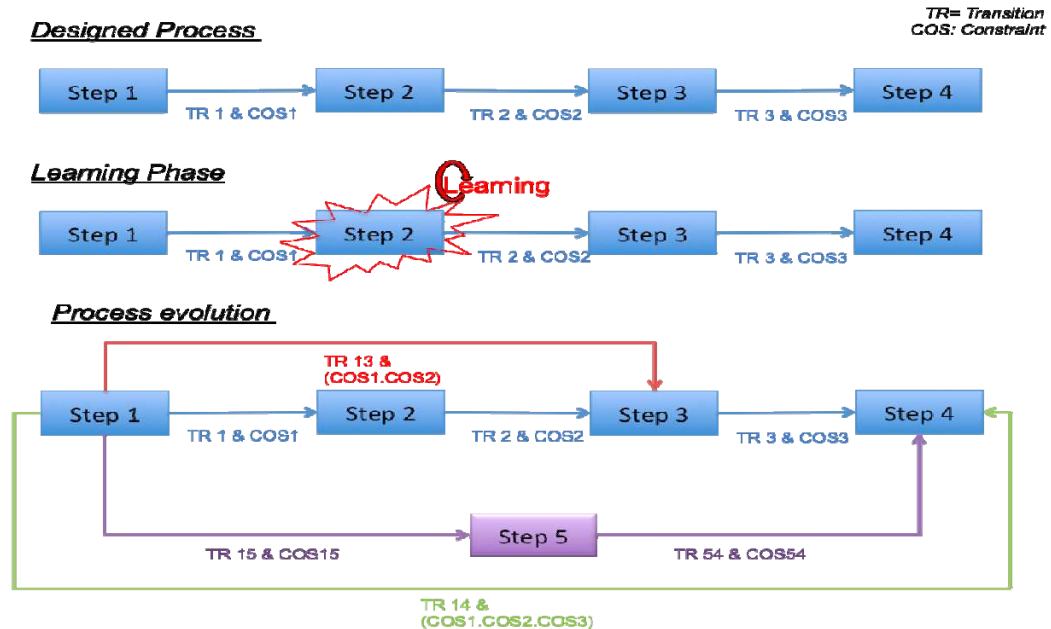 TR= Transition
COS: Constraint
Designed Process
Step 1
Step 2
Step 3
Step 4
TR 1 & COS1
TR 2 & COS2
TR 3 & COS3
Learning Phase
Learning
Step 1
Step 2
Step 3
Step 4
TR 1 & COS1
TR 2 & COS2
TR 3 & COS3
Process evolution
TR 13 &
(COS1.COS2)
Step 1
Step 2
Step 3
Step 4
TR 1 & COS1
TR 2 & COS2
TR 3 & COS3
Step 5
TR 15 & COS15
TR 54 & COS54
TR 14 &
(COS1.COS2.COS3)